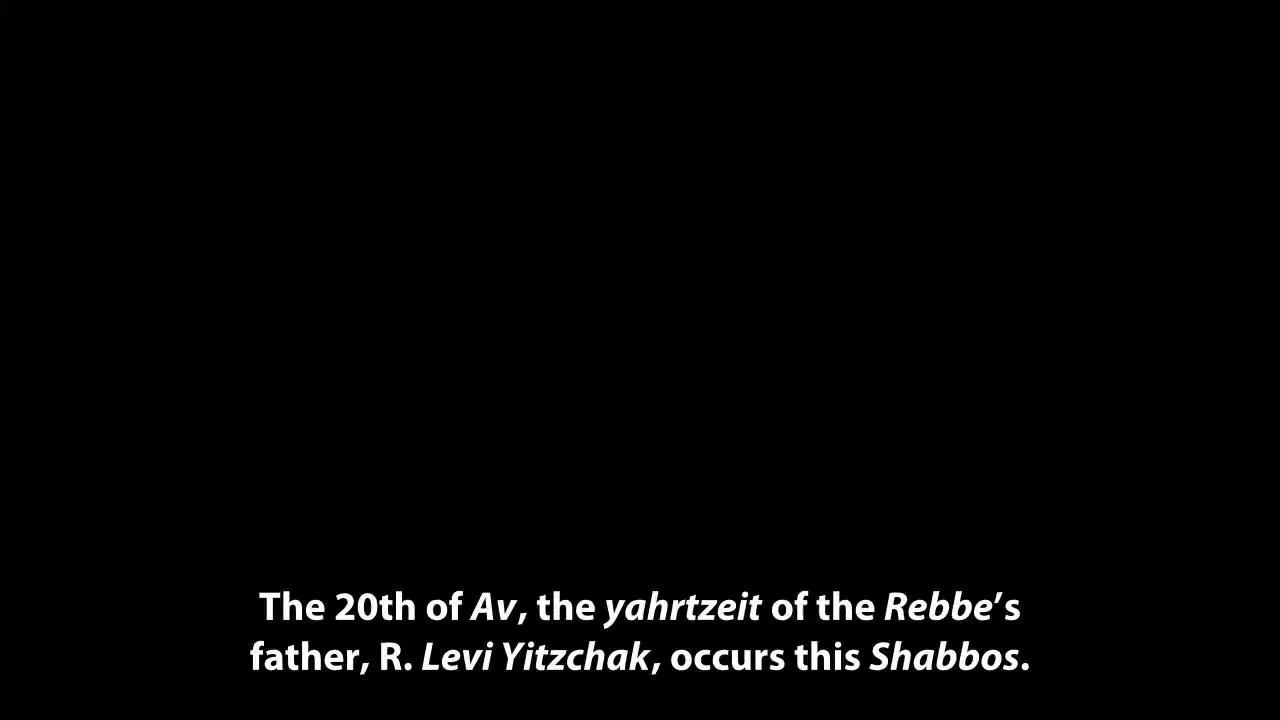 The 20th of Av, the yahrtzeit of the Rebbe's
father, R. Levi Yitzchak, occurs this Shabbos.